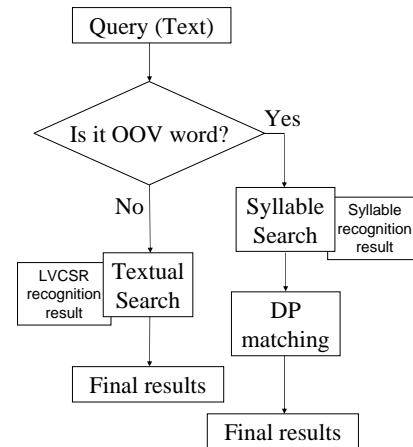 Query (Text)
Is it OOV word?
Yes
No
Syllable
Search
Syllable
recognition
result
LVCSR
recognition
result
Textual
Search
DP
matching
Final results
Final results